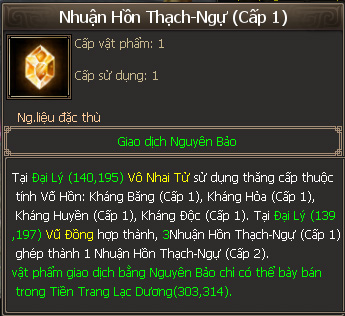 Nhuận Hồn Thạch-Ngự (Cấp 1)
Cấp vật phẩm: 1
Cấp sử dụng: 1
Ng.liệu đặc thù
Giao dịch Nguyên Bảo
Tại Đại Lý (140,195) Vô Nhai Tử sử dụng thăng cấp thuộc
tính Võ Hồn: Kháng Băng (Cấp 1), Kháng Hỏa (Cấp 1),
Kháng Huyền (Cấp 1), Kháng Độc (Cấp 1). Tại Đại Lý (139
,197) Vũ Đồng hợp thành, 3Nhuận Hồn Thạch-Ngự (Cấp 1)
ghép thành 1 Nhuận Hồn Thạch-Ngự (Cấp 2).
vật phẩm giao dịch bằng Nguyên Bảo chỉ có thể bày bán
trong Tiền Trang Lạc Dương(303,314).